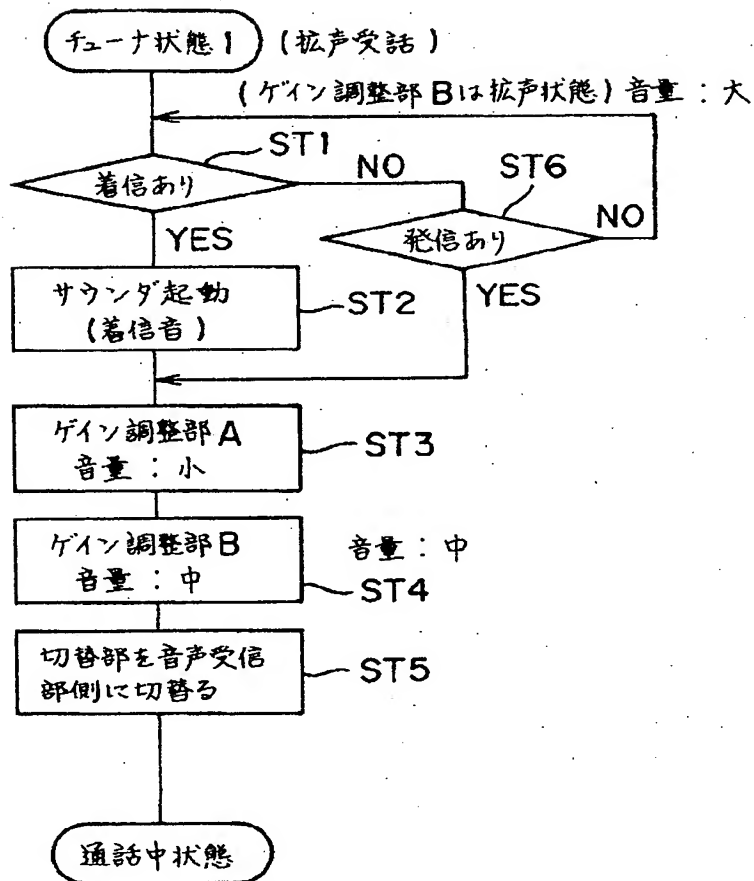 チューナ状態1 (拡声受話)
(ゲイン調整部Bは拡声状態) 音量:大
ST1
着信あり
NO
ST6
発信あり
NO
YES
YES
サウンダ起動
(着信音)
ST2
ゲイン調整部A
音量:小
ST3
ゲイン調整部B
音量:中
音量:中
ST4
切替部を音声受信
部側に切替る
ST5
通話中状態